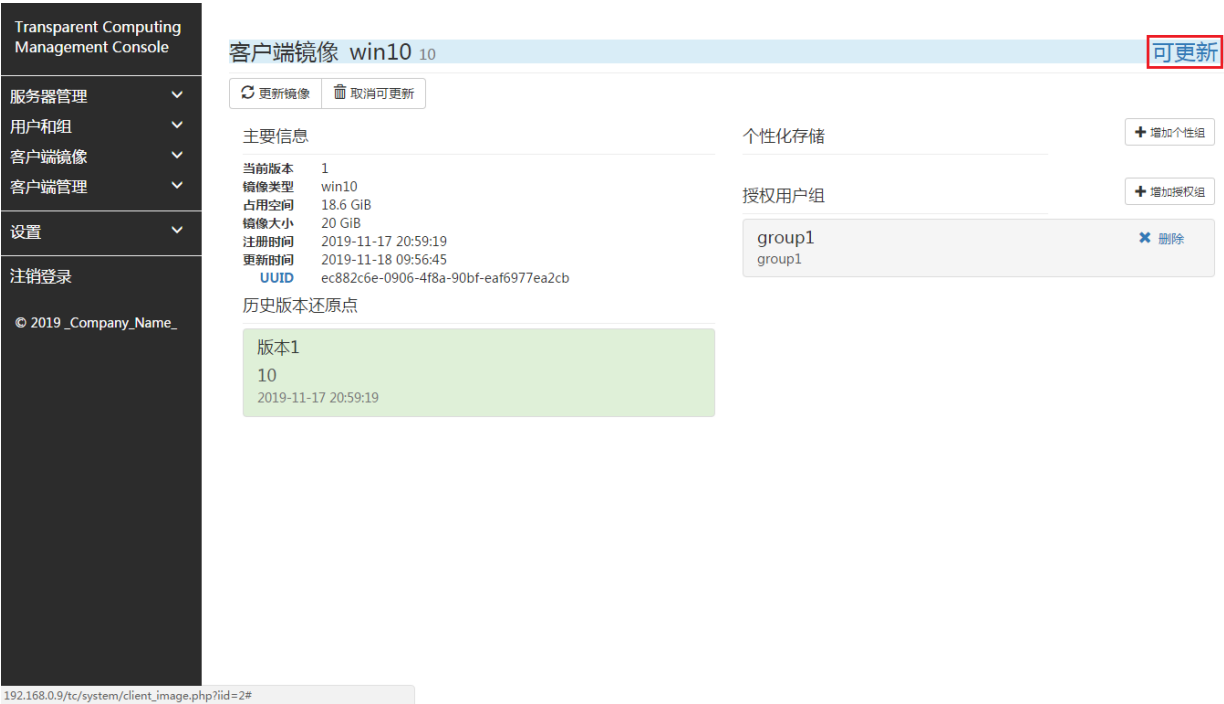 Transparent Computing
Management Console
服务器管理
用户和组
客户端镜像
客户端管理
设置
注销登录
© 2019 _Company_Name_
客户端镜像 win10 10
可更新
更新镜像 取消可更新
主要信息
当前版本 1
镜像类型 win10
占用空间 18.6 GiB
镜像大小 20 GiB
注册时间 2019-11-17 20:59:19
更新时间 2019-11-18 09:56:45
UUID ec882c6e-0906-4f8a-90bf-eaf6977ea2cb
历史版本还原点
版本1
10
2019-11-17 20:59:19
个性化存储
增加个性组
授权用户组
增加授权组
group1
删除
group1
192.168.0.9/tc/system/client_image.php?iid=2#